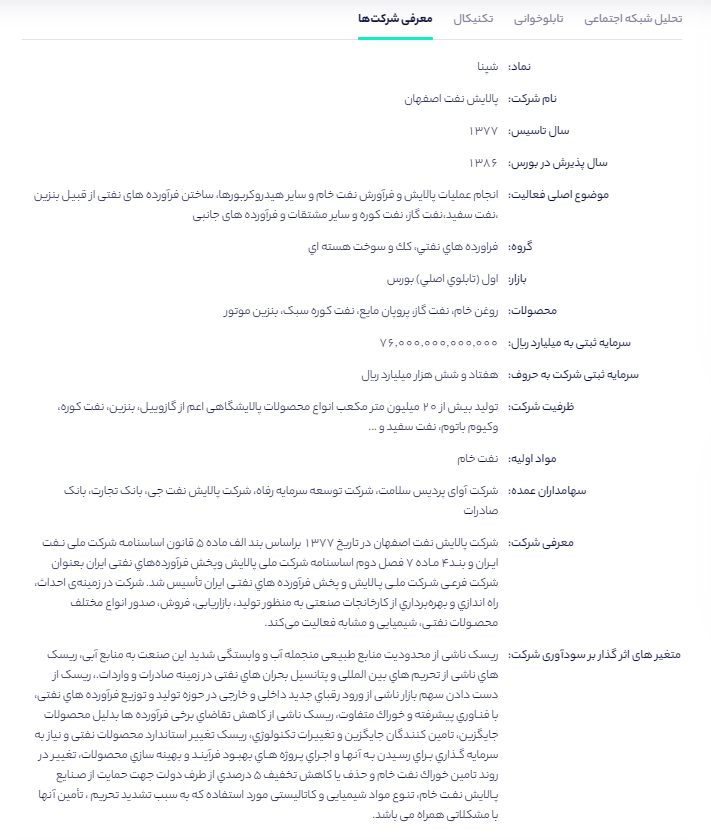 تحلیل شبکه اجتماعی تابلوخوانی تکنیکال معرفی شرکت‌ها
نماد: شپنا
نام شرکت: پالایش نفت اصفهان
سال تاسیس: ۱۳۷۷
سال پذیرش در بورس: ۱۳۸۶
موضوع اصلی فعالیت: انجام عملیات پالایش و فرآورش نفت خام و سایر هیدروکربورها، ساختن فرآورده های نفتی از قبیل بنزین
،نفت سفید،نفت گاز، نفت کوره و سایر مشتقات و فرآورده های جانبی
گروه: فراورده هاي نفتي، كك و سوخت هسته اي
بازار: اول (تابلوي اصلي) بورس
محصولات: روغن خام، نفت گاز، پروپان مایع، نفت کوره سبک، بنزین موتور
سرمایه ثبتی به میلیارد ریال: ۷۶,۰۰۰,۰۰۰,۰۰۰,۰۰۰
سرمایه ثبتی شرکت به حروف: هفتاد و شش هزار میلیارد ریال
ظرفیت شرکت: تولید بیش از ۲۰ میلیون متر مکعب انواع محصولات پالایشگاهی اعم از گازوییل، بنزین، نفت کوره،
وکیوم باتوم، نفت سفید و ...
مواد اولیه: نفت خام
سهامداران عمده: شرکت آوای پردیس سلامت، شرکت توسعه سرمایه رفاه، شرکت پالایش نفت جی، بانک تجارت، بانک
صادرات
معرفی شرکت: شرکت پالایش نفت اصفهان در تاریخ ۱۳۷۷ براساس بند الف ماده ۵ قانون اساسنامه شرکت ملی نفت
ایران و بند۴ ماده ۷ فصل دوم اساسنامه شرکت ملی پالایش وپخش فرآورده‌هاي نفتی ایران بعنوان
شرکت فرعی شرکت ملی پالایش و پخش فرآورده هاي نفتی ایران تأسیس شد. شرکت در زمینه‌ی احداث،
راه اندازي و بهره‌برداري از کارخانجات صنعتی به منظور تولید، بازاریابی، فروش، صدور انواع مختلف
محصولات نفتی، شیمیایی و مشابه فعالیت می‌کند.
متغیر های اثر گذار بر سودآوری شرکت: ریسک ناشی از محدودیت منابع طبیعی منجمله آب و وابستگی شدید این صنعت به منابع آبی، ریسک
هاي ناشی از تحریم هاي بین المللی و پتانسیل بحران هاي نفتی در زمینه صادرات و واردات.، ریسک از
دست دادن سهم بازار ناشی از ورود رقباي جدید داخلی و خارجی در حوزه تولید و توزیع فرآورده هاي نفتی،
با فناوري پیشرفته و خوراك متفاوت، ریسک ناشی از کاهش تقاضاي برخی فرآورده ها بدلیل محصولات
جایگزین، تامین کنندگان جایگزین و تغییرات تکنولوژي، ریسک تغییر استاندارد محصولات نفتی و نیاز به
سرمایه گذاري براي رسیدن به آنها و اجراي پروژه هاي بهبود فرآیند و بهینه سازي محصولات، تغییر در
روند تامین خوراك نفت خام و حذف یا کاهش تخفیف ۵ درصدي از طرف دولت جهت حمایت از صنایع
پالایش نفت خام، تنوع مواد شیمیایی و کاتالیستی مورد استفاده که به سبب تشدید تحریم ، تأمین آنها
با مشکلاتی همراه می باشد.